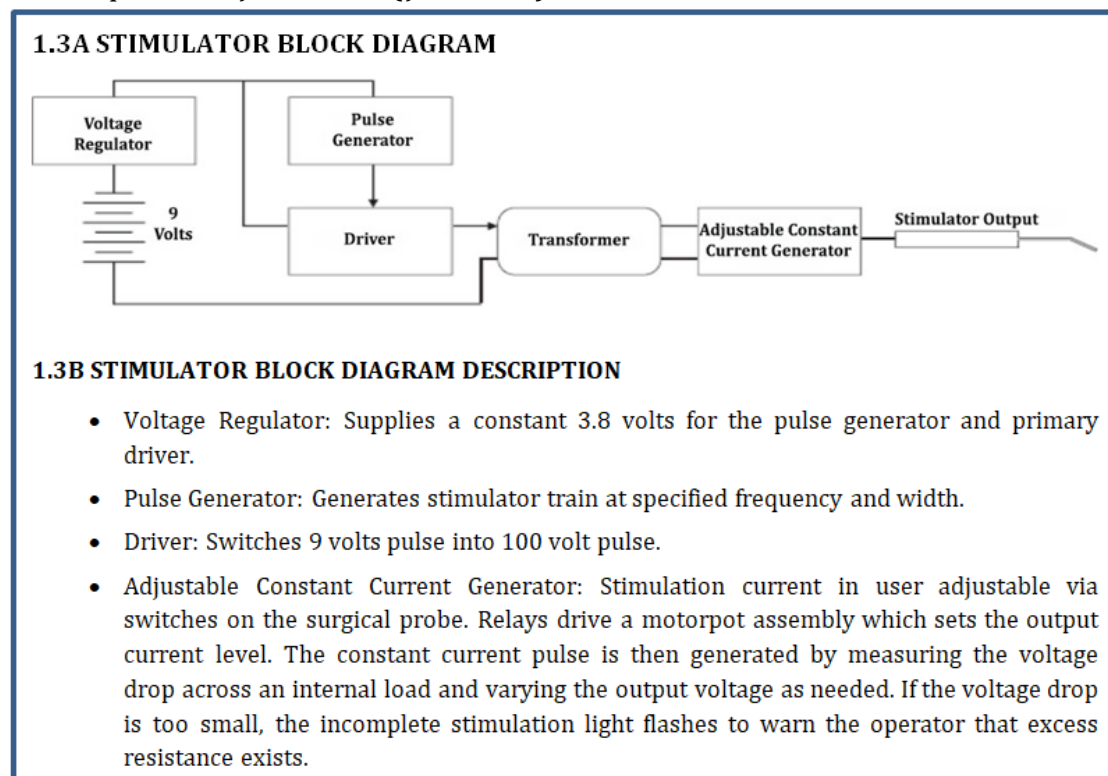 1.3A STIMULATOR BLOCK DIAGRAM
Voltage
Regulator
Pulse
Generator
9
Volts
Driver
Transformer
Adjustable Constant
Current Generator
Stimulator Output
1.3B STIMULATOR BLOCK DIAGRAM DESCRIPTION
• Voltage Regulator: Supplies a constant 3.8 volts for the pulse generator and primary
driver.
• Pulse Generator: Generates stimulator train at specified frequency and width.
• Driver: Switches 9 volts pulse into 100 volt pulse.
• Adjustable Constant Current Generator: Stimulation current in user adjustable via
switches on the surgical probe. Relays drive a motorpot assembly which sets the output
current level. The constant current pulse is then generated by measuring the voltage
drop across an internal load and varying the output voltage as needed. If the voltage drop
is too small, the incomplete stimulation light flashes to warn the operator that excess
resistance exists.